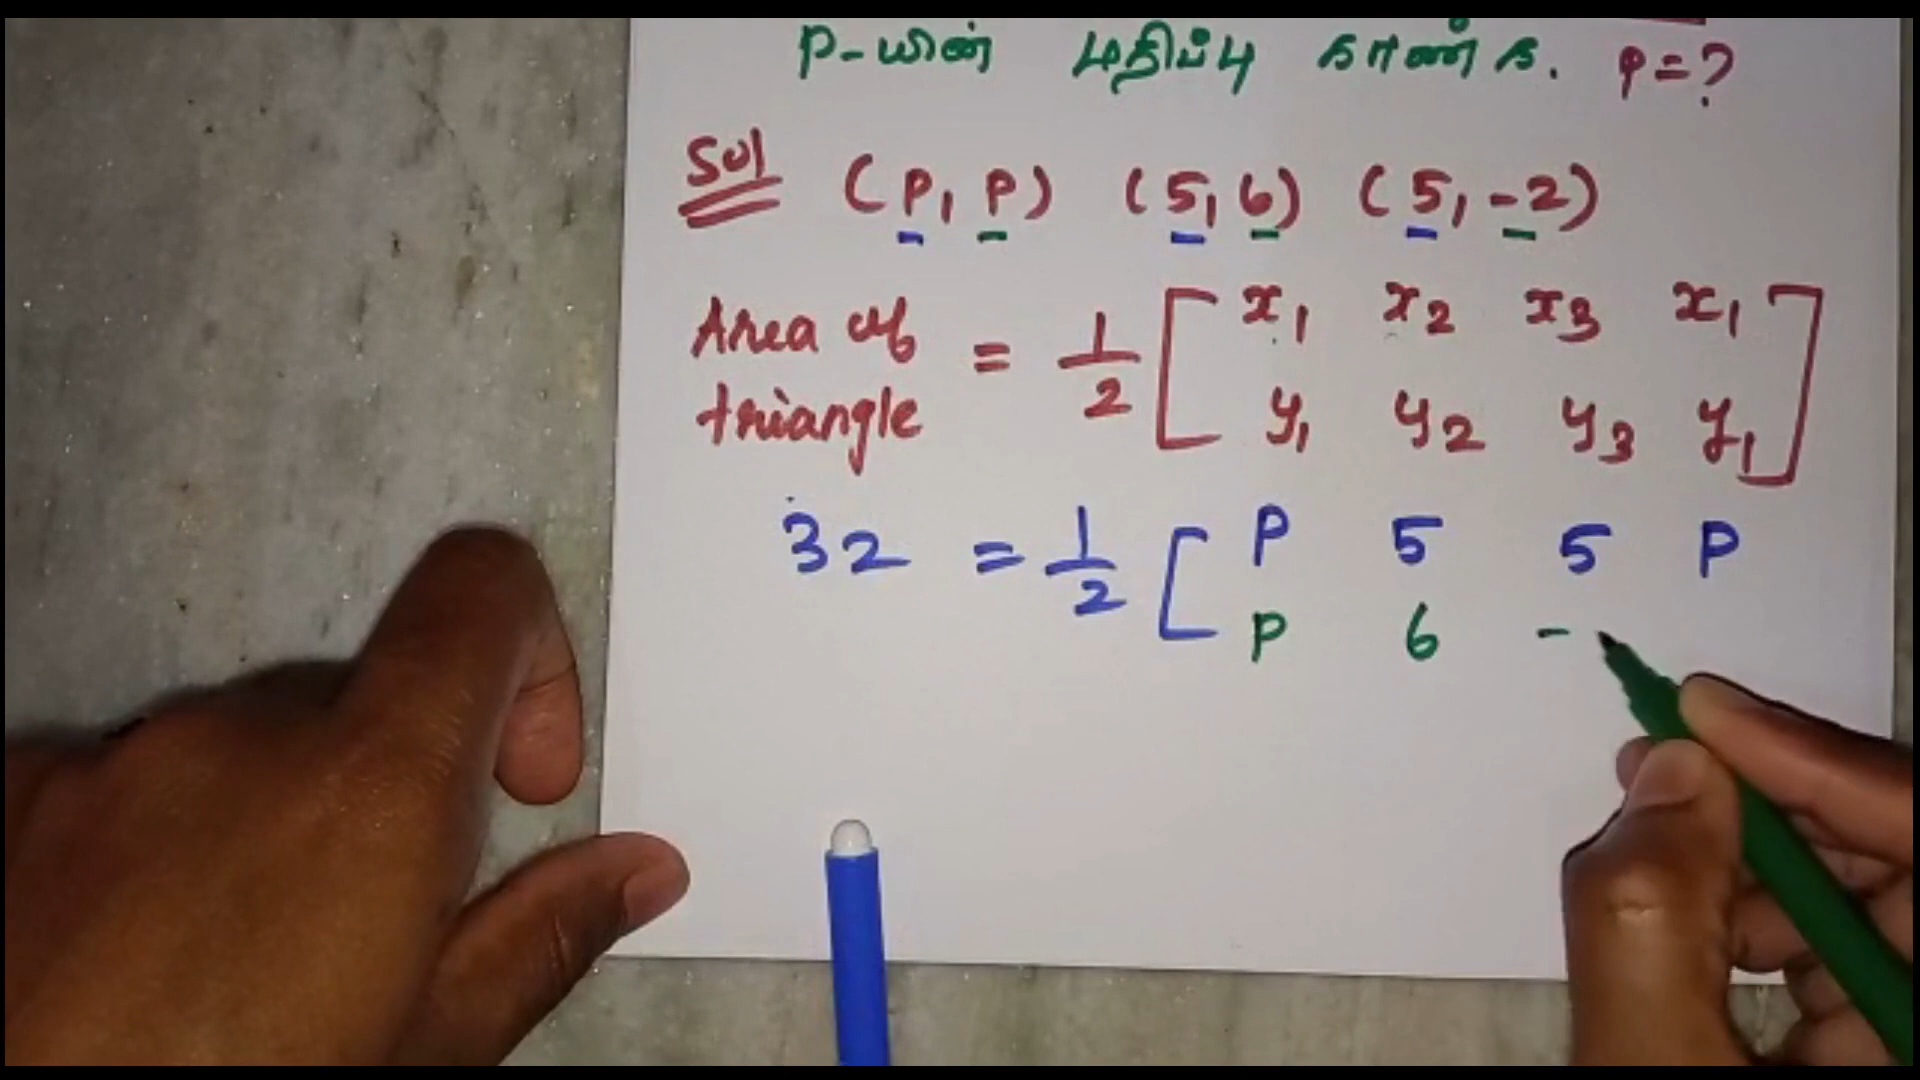 P-யின் மதிப்பு காண்க. P=?
Sol (P, P) (5, 6) (5, -2)
Area of triangle = 1/2 [ x1 x2 x3 x1
y1 y2 y3 y1 ]
32 = 1/2 [ P 5 5 P
P 6 -